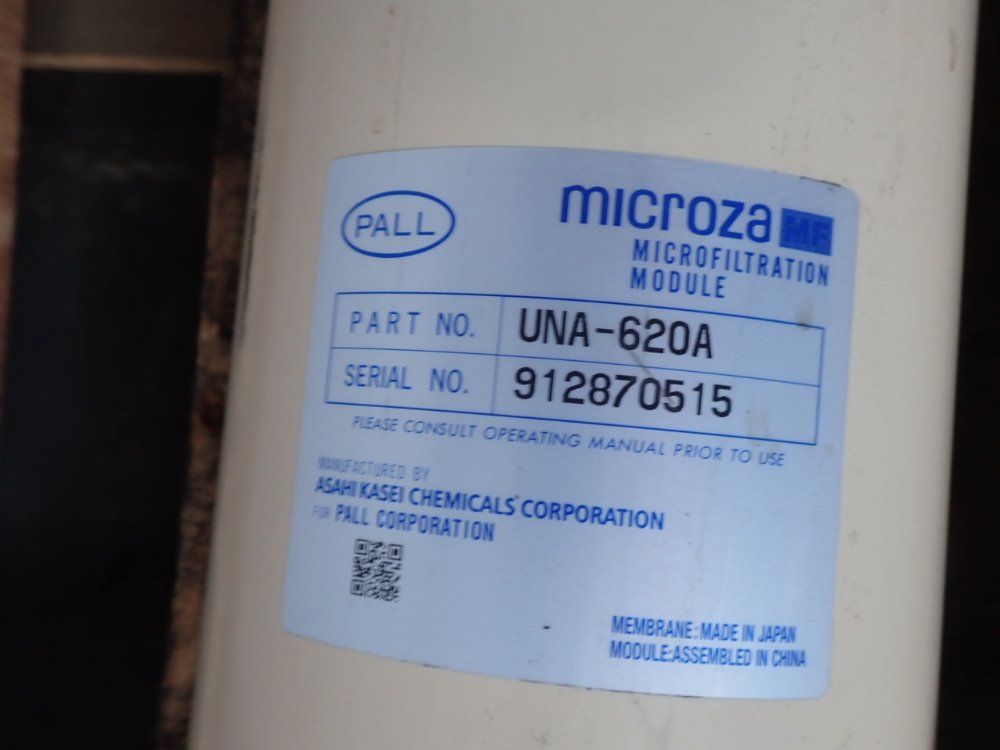 PALL
microza MF
MICROFILTRATION
MODULE
PART NO. UNA-620A
SERIAL NO. 912870515
PLEASE CONSULT OPERATING MANUAL PRIOR TO USE
MANUFACTURED BY
ASAHI KASEI CHEMICALS CORPORATION
FOR PALL CORPORATION
MEMBRANE:MADE IN JAPAN
MODULE:ASSEMBLED IN CHINA